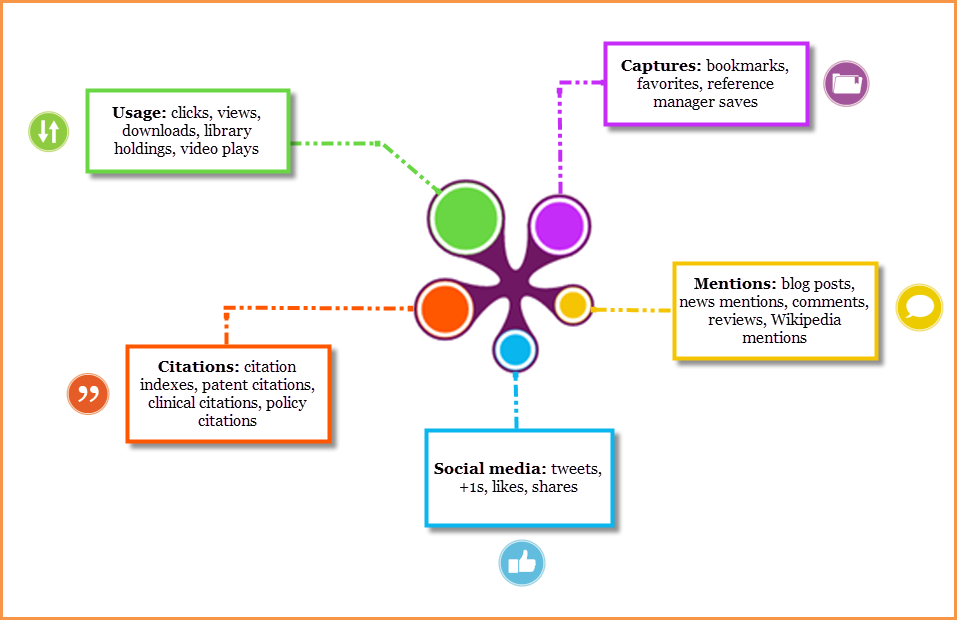 Captures: bookmarks,
favorites, reference
manager saves
Usage: clicks, views,
downloads, library
holdings, video plays
Mentions: blog posts,
news mentions, comments,
reviews, Wikipedia
mentions
Citations: citation
indexes, patent citations,
clinical citations, policy
citations
Social media: tweets,
+1s, likes, shares